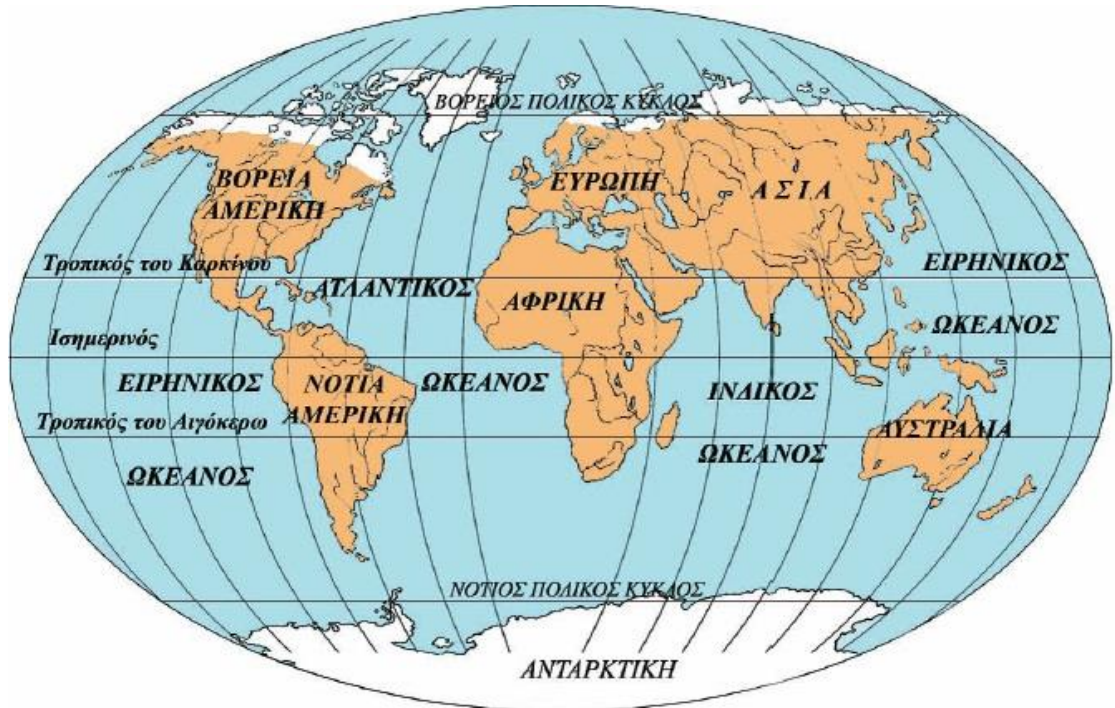 ΒΟΡΕΙΟΣ ΠΟΛΙΚΟΣ ΚΥΚΛΟΣ
ΒΟΡΕΙΑ
ΑΜΕΡΙΚΗ
ΕΥΡΩΠΗ
ΑΣΙΑ
Τροπικός του Καρκίνου
ΑΤΛΑΝΤΙΚΟΣ
ΑΦΡΙΚΗ
ΕΙΡΗΝΙΚΟΣ
ΩΚΕΑΝΟΣ
Ισημερινός
ΕΙΡΗΝΙΚΟΣ
ΝΟΤΙΑ
ΑΜΕΡΙΚΗ
ΩΚΕΑΝΟΣ
ΙΝΔΙΚΟΣ
Τροπικός του Αιγόκερω
ΑΥΣΤΡΑΛΙΑ
ΩΚΕΑΝΟΣ
ΩΚΕΑΝΟΣ
ΝΟΤΙΟΣ ΠΟΛΙΚΟΣ ΚΥΚΛΟΣ
ΑΝΤΑΡΚΤΙΚΗ